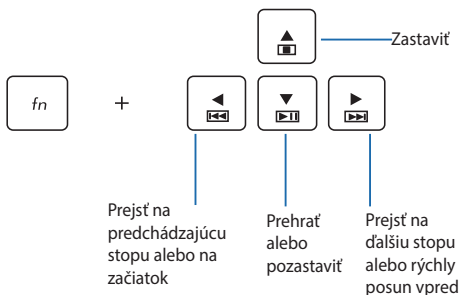 Zastaviť
fn +
Prejsť na
predchádzajúcu
stopu alebo na
začiatok
Prehrať
alebo
pozastaviť
Prejsť na
ďalšiu stopu
alebo rýchly
posun vpred